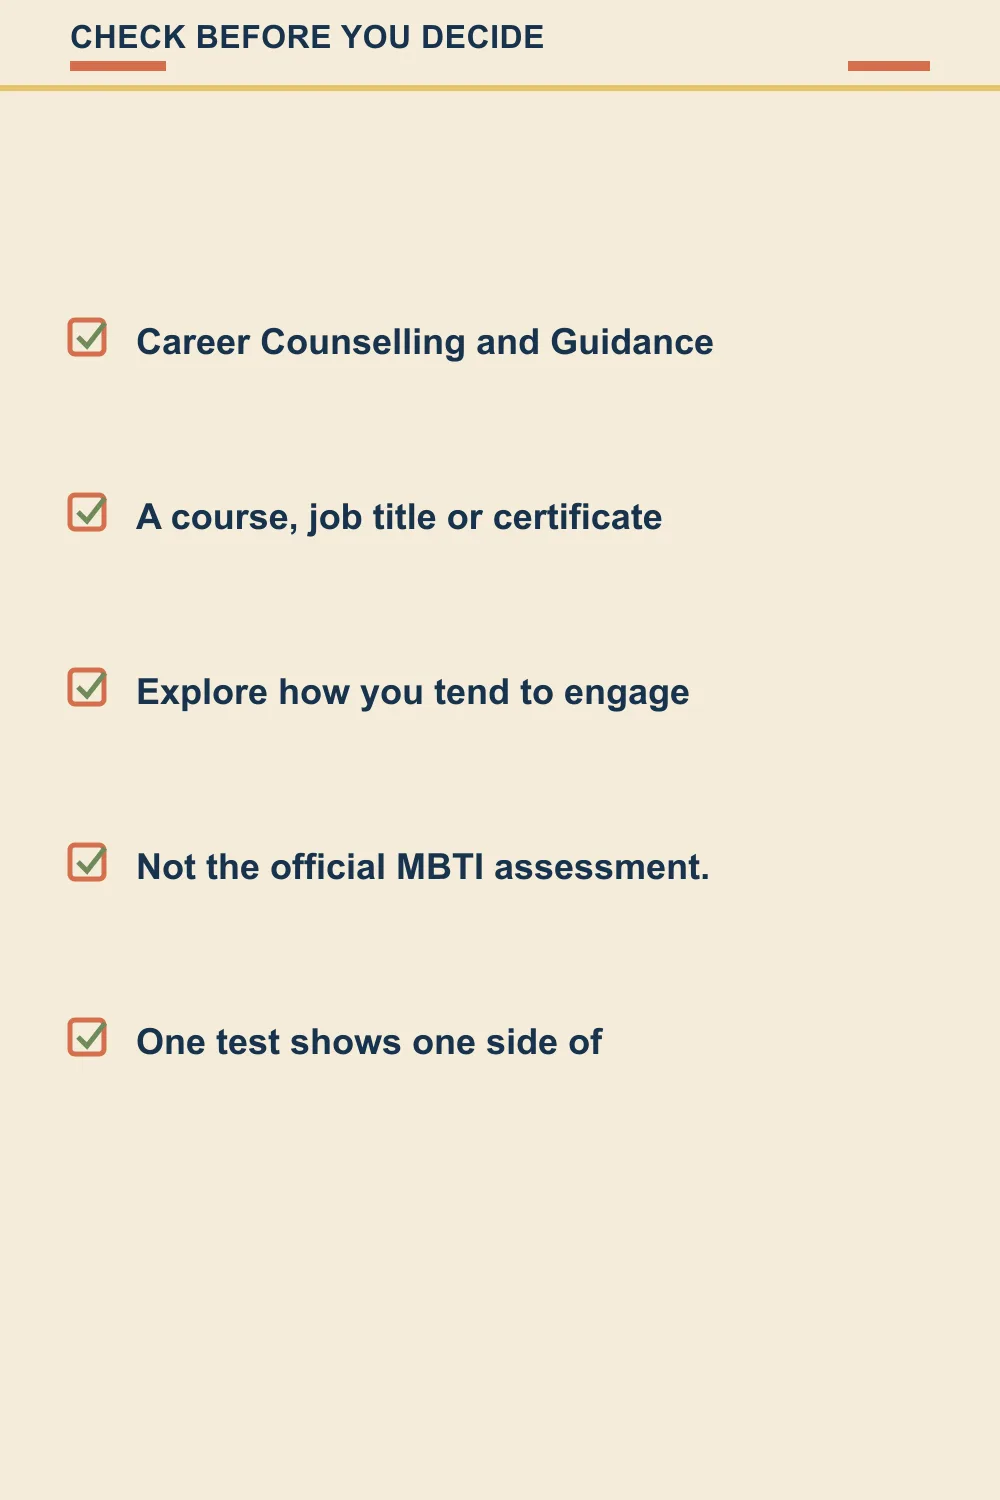 CHECK BEFORE YOU DECIDE
Career Counselling and Guidance
A course, job title or certificate
Explore how you tend to engage
Not the official MBTI assessment.
One test shows one side of